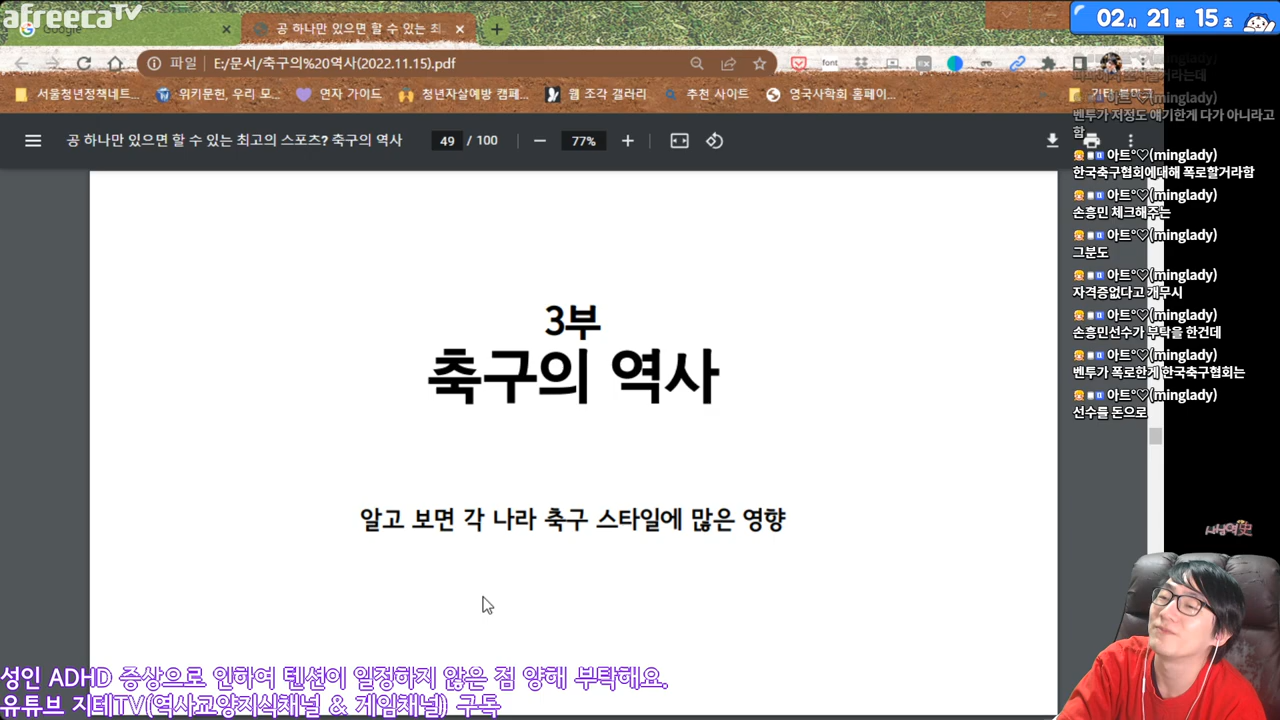 afreecaTV
Google
공 하나만 있으면 할 수 있는 최
02시 21분 15초
파일 E:/문서/축구의%20역사(2022.11.15).pdf
서울청년정책네트...
위키문헌, 우리 모...
연자 가이드
청년자살예방 캠페...
웹 조각 갤러리
추천 사이트
영국사학회 홈페이...
기타 북마크
공 하나만 있으면 할 수 있는 최고의 스포츠? 축구의 역사
49 / 100
77%
3부
축구의 역사
알고 보면 각 나라 축구 스타일에 많은 영향
벤투가 저정도 얘기한게 다가 아니라고
함
아트°♡(minglady)
한국축구협회에대해 폭로할거라함
아트°♡(minglady)
손흥민 체크해주는
아트°♡(minglady)
그분도
아트°♡(minglady)
자격증없다고 개무시
아트°♡(minglady)
손흥민선수가 부탁을 한건데
아트°♡(minglady)
벤투가 폭로한게 한국축구협회는
아트°♡(minglady)
선수를 돈으로
성인 ADHD 증상으로 인하여 텐션이 일정하지 않은 점 양해 부탁해요.
유튜브 지테TV(역사교양지식채널 & 게임채널) 구독